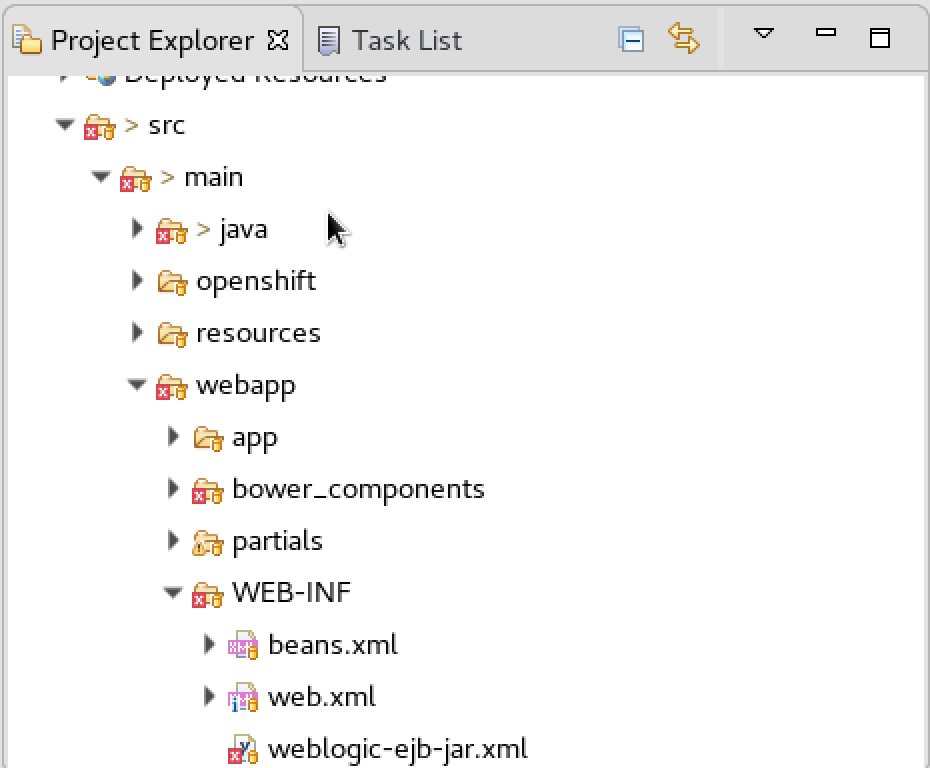 Project Explorer Task List
Deployed Resources
> src
> main
> java
openshift
resources
webapp
app
bower_components
partials
WEB-INF
beans.xml
web.xml
weblogic-ejb-jar.xml